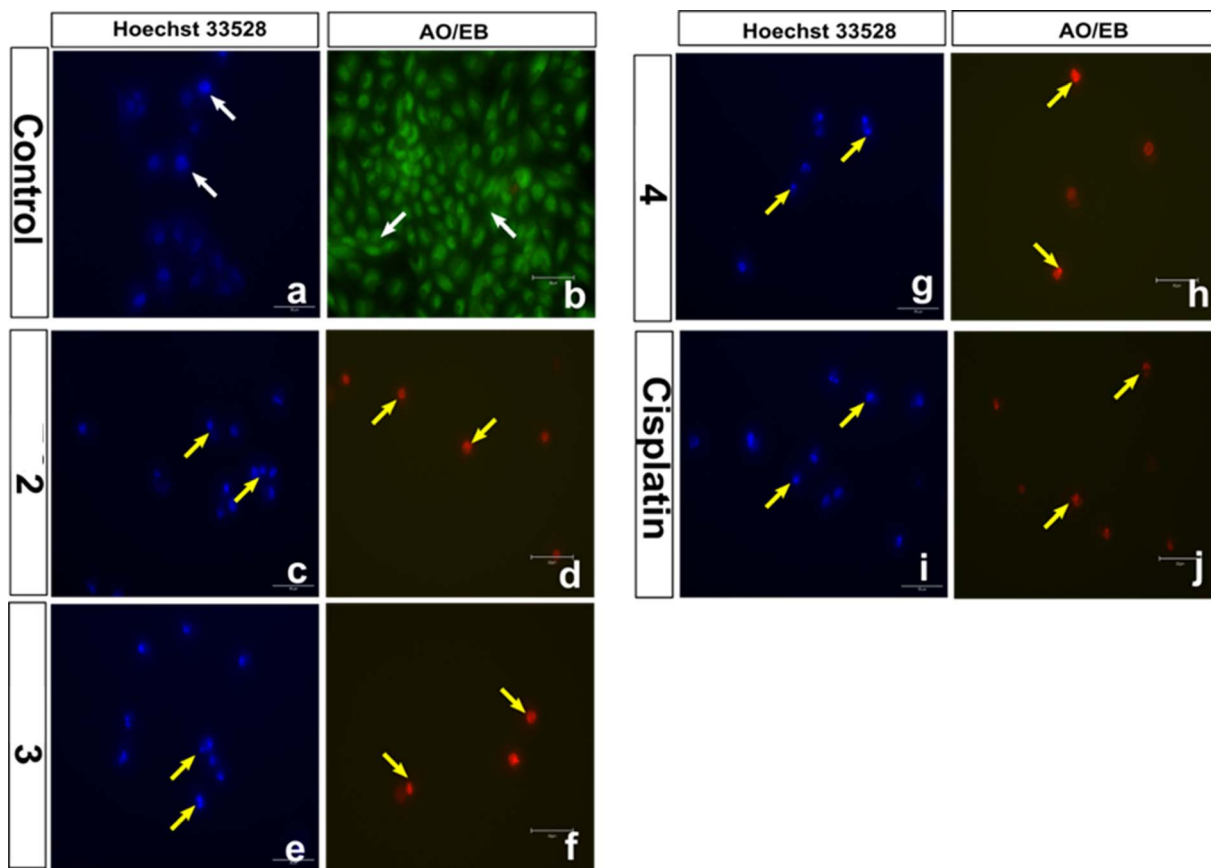 Hoechst 33528 AO/EB
Control
a b
2
c d
3
e f
Hoechst 33528 AO/EB
4
g h
Cisplatin
i j